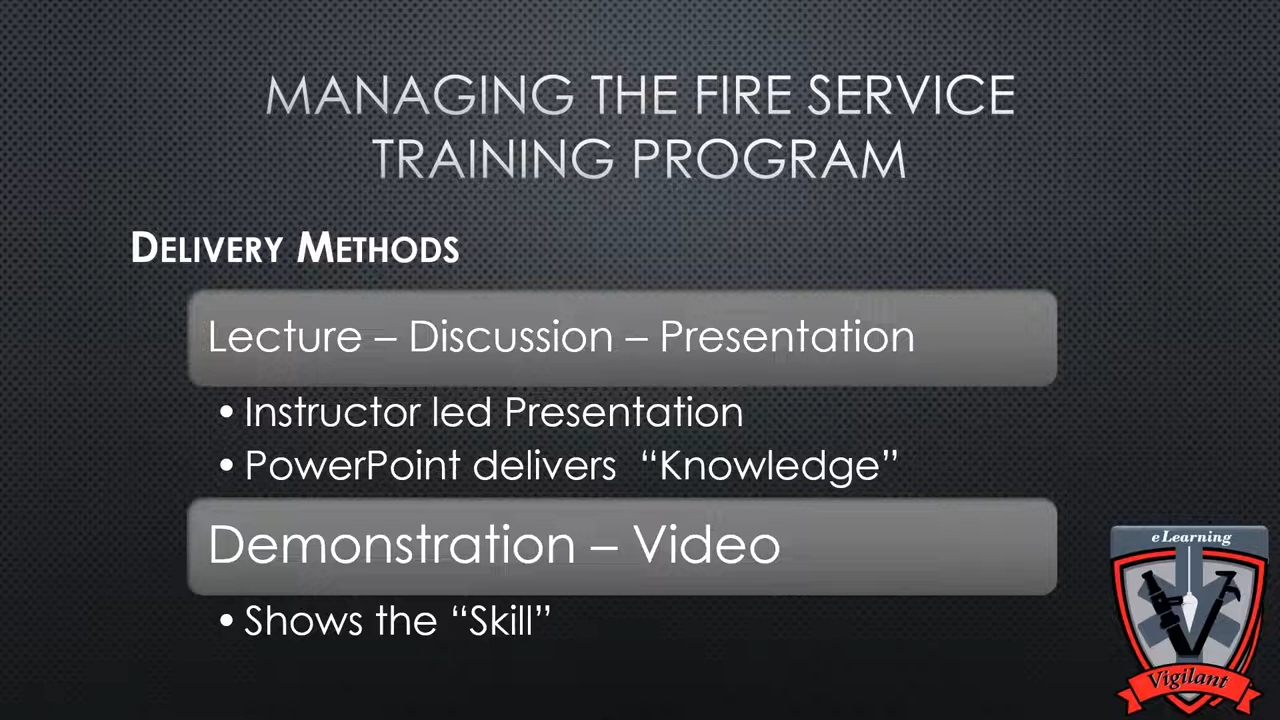 MANAGING THE FIRE SERVICE
TRAINING PROGRAM
DELIVERY METHODS
Lecture – Discussion – Presentation
• Instructor led Presentation
• PowerPoint delivers “Knowledge”
Demonstration – Video
• Shows the “Skill”
eLearning
V
Vigilant